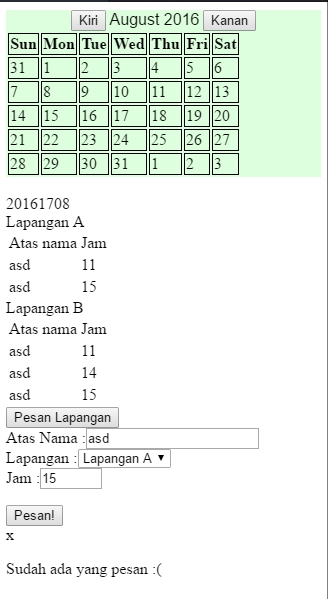 Kiri August 2016 Kanan
Sun Mon Tue Wed Thu Fri Sat
31 1 2 3 4 5 6
7 8 9 10 11 12 13
14 15 16 17 18 19 20
21 22 23 24 25 26 27
28 29 30 31 1 2 3
20161708
Lapangan A
Atas nama Jam
asd 11
asd 15
Lapangan B
Atas nama Jam
asd 11
asd 14
asd 15
Pesan Lapangan
Atas Nama :asd
Lapangan :Lapangan A ▼
Jam :15
Pesan!
x
Sudah ada yang pesan :(